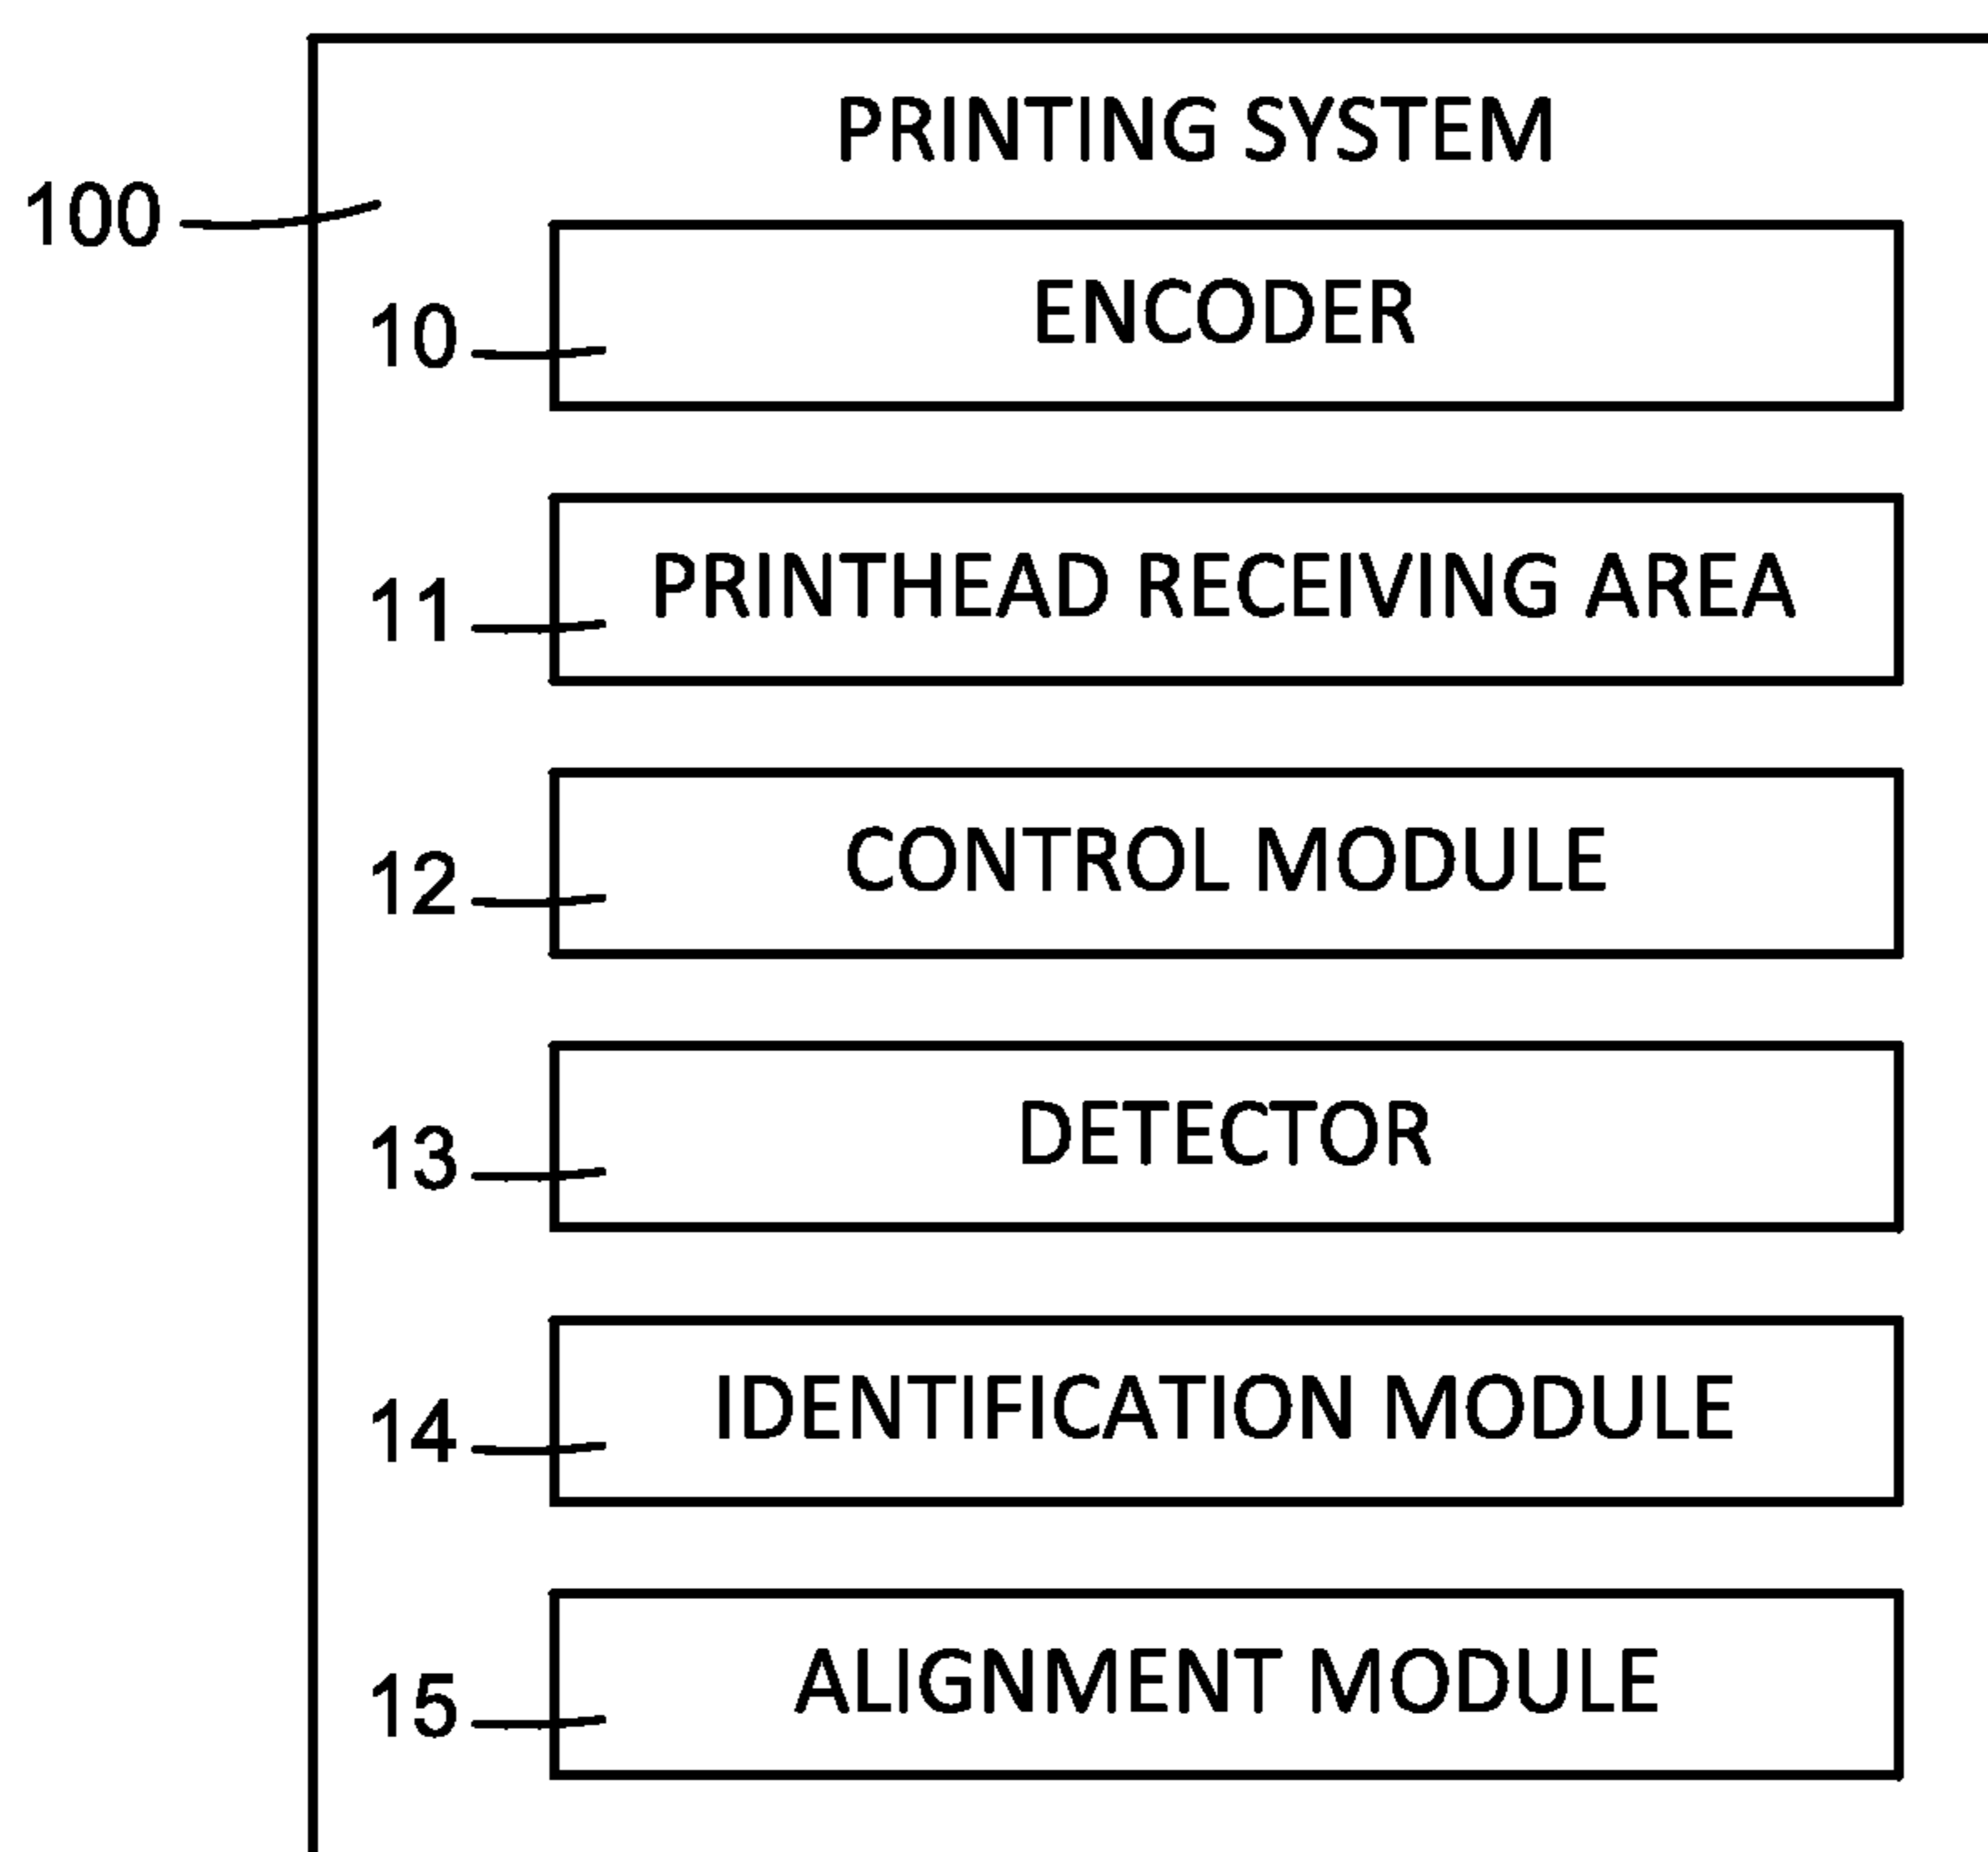 PRINTING SYSTEM
100
10 ENCODER
11 PRINTHEAD RECEIVING AREA
12 CONTROL MODULE
13 DETECTOR
14 IDENTIFICATION MODULE
15 ALIGNMENT MODULE